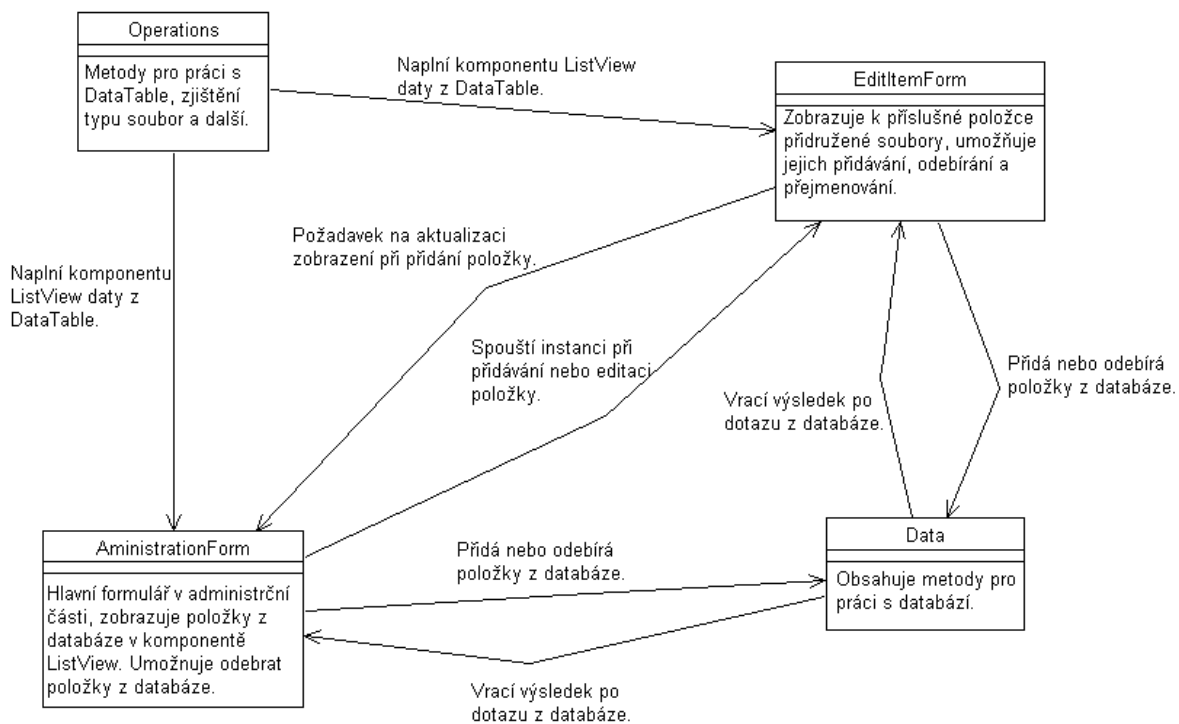 Operations
Metody pro práci s
DataTable, zjištění
typu soubor a další.
Naplní komponentu ListView
daty z DataTable.
EditItemForm
Zobrazuje k příslušné položce
přidružené soubory, umožňuje
jejich přidávání, odebírání a
přejmenování.
Požadavek na aktualizaci
zobrazení při přidání položky.
Naplní komponentu
ListView daty z
DataTable.
Spouští instanci při
přidávání nebo editaci
položky.
Vrací výsledek po
dotazu z databáze.
Přidá nebo odebírá
položky z databáze.
AministrationForm
Hlavní formulář v administrční
části, zobrazuje položky z
databáze v komponentě
ListView. Umožnuje odebrat
položky z databáze.
Přidá nebo odebírá
položky z databáze.
Data
Obsahuje metody pro
práci s databází.
Vrací výsledek po
dotazu z databáze.